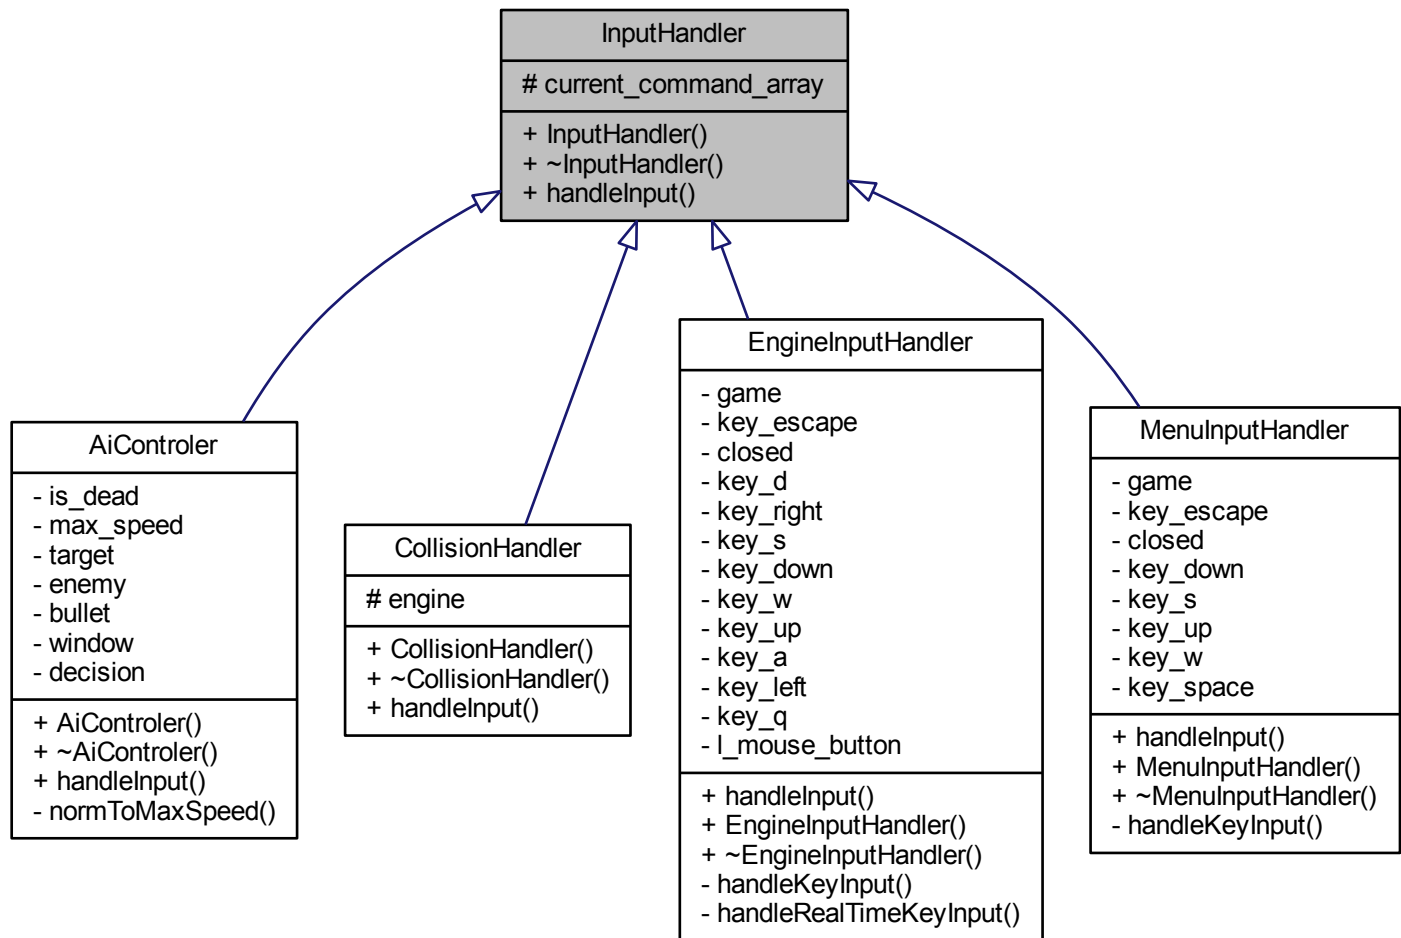 InputHandler
# current_command_array
+ InputHandler()
+ ~InputHandler()
+ handleInput()
AiControler
- is_dead
- max_speed
- target
- enemy
- bullet
- window
- decision
+ AiControler()
+ ~AiControler()
+ handleInput()
- normToMaxSpeed()
CollisionHandler
# engine
+ CollisionHandler()
+ ~CollisionHandler()
+ handleInput()
EngineInputHandler
- game
- key_escape
- closed
- key_d
- key_right
- key_s
- key_down
- key_w
- key_up
- key_a
- key_left
- key_q
- l_mouse_button
+ handleInput()
+ EngineInputHandler()
+ ~EngineInputHandler()
- handleKeyInput()
- handleRealTimeKeyInput()
MenuInputHandler
- game
- key_escape
- closed
- key_down
- key_s
- key_up
- key_w
- key_space
+ handleInput()
+ MenuInputHandler()
+ ~MenuInputHandler()
- handleKeyInput()